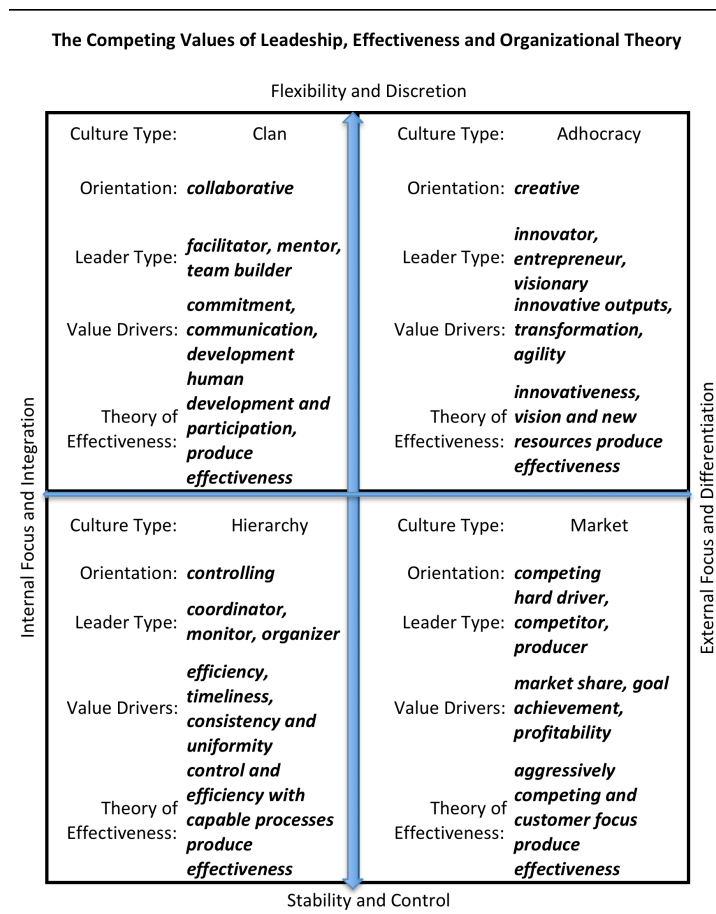 The Competing Values of Leadeship, Effectiveness and Organizational Theory
Flexibility and Discretion
Internal Focus and Integration
Culture Type: Clan
Orientation: collaborative
Leader Type: facilitator, mentor,
team builder
Value Drivers: commitment,
communication,
development
Theory of
Effectiveness: human
development and
participation,
produce
effectiveness
Culture Type: Adhocracy
Orientation: creative
Leader Type: innovator,
entrepreneur,
visionary
Value Drivers: innovative outputs,
transformation,
agility
Theory of
Effectiveness: innovativeness,
vision and new
resources produce
effectiveness
Culture Type: Hierarchy
Orientation: controlling
Leader Type: coordinator,
monitor, organizer
Value Drivers: efficiency,
timeliness,
consistency and
uniformity
Theory of
Effectiveness: control and
efficiency with
capable processes
produce
effectiveness
Culture Type: Market
Orientation: competing
Leader Type: hard driver,
competitor,
producer
Value Drivers: market share, goal
achievement,
profitability
Theory of
Effectiveness: aggressively
competing and
customer focus
produce
effectiveness
External Focus and Differentiation
Stability and Control